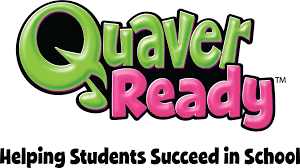 Quaver
Ready™
Helping Students Succeed in School